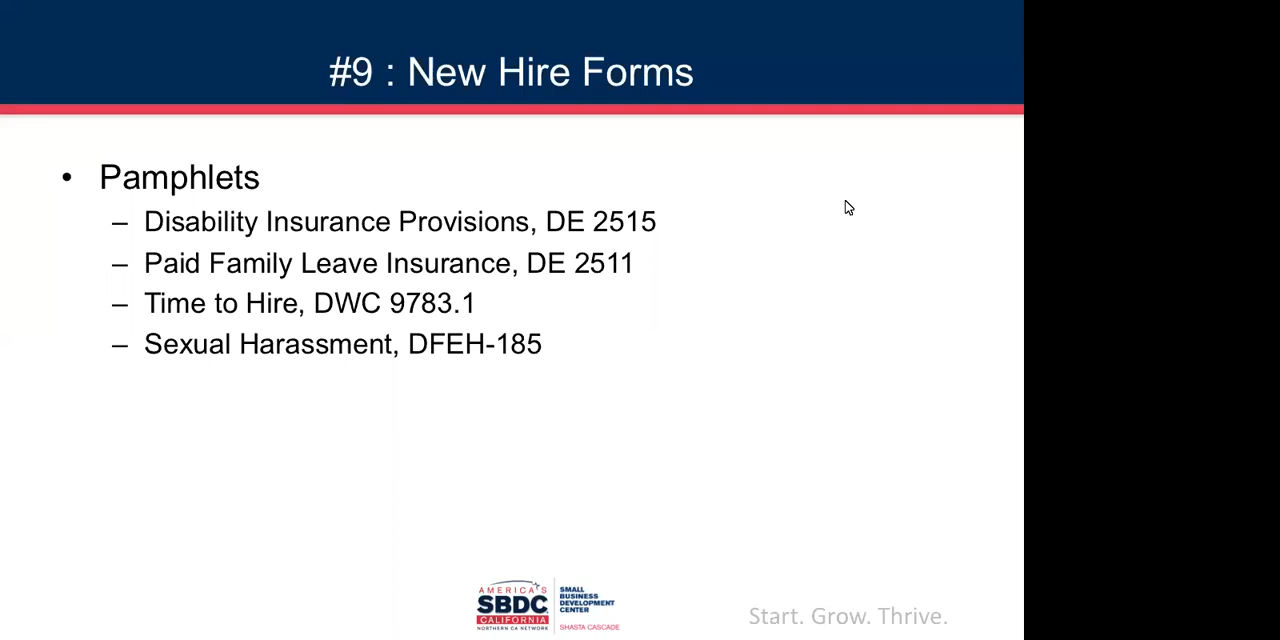 #9 : New Hire Forms
• Pamphlets
– Disability Insurance Provisions, DE 2515
– Paid Family Leave Insurance, DE 2511
– Time to Hire, DWC 9783.1
– Sexual Harassment, DFEH-185
AMERICA'S
SBDC
CALIFORNIA
NORTHERN CA NETWORK
SMALL
BUSINESS
DEVELOPMENT
CENTER
SHASTA CASCADE
Start. Grow. Thrive.